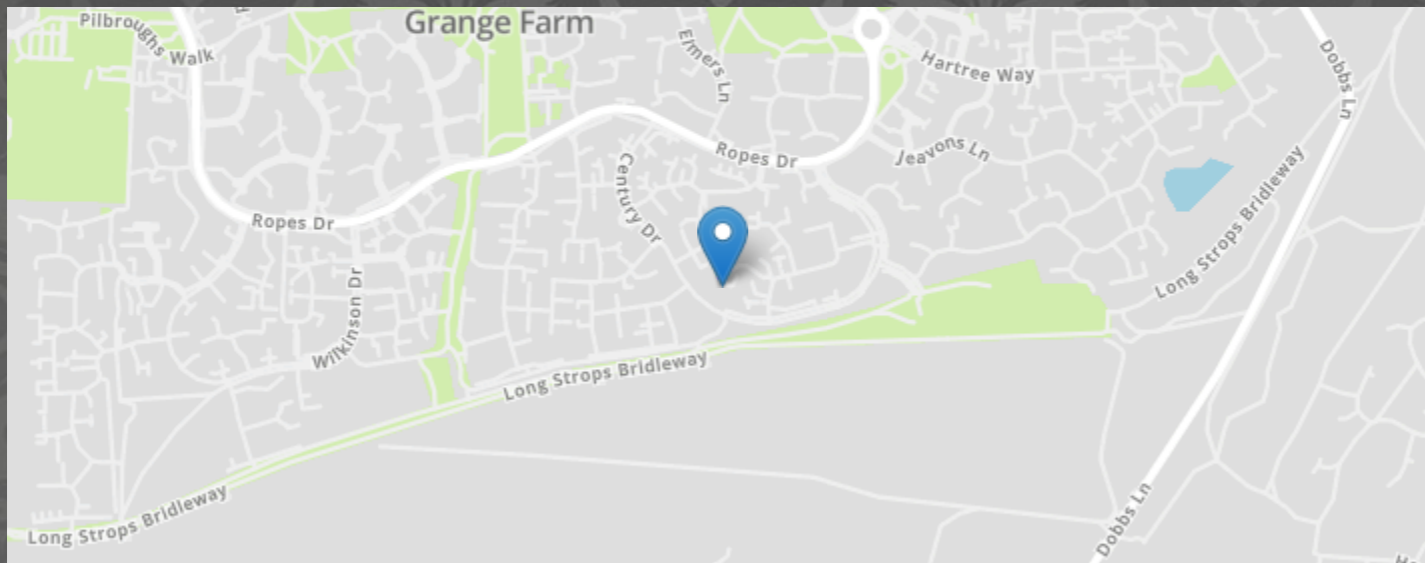 Grange Farm
Pilbroughs Walk
Elmers Ln
Hartree Way
Dobbs Ln
Ropes Dr
Jeavons Ln
Century Dr
Long Strops Bridleway
Ropes Dr
Wilkinson Dr
Long Strops Bridleway
Long Strops Bridleway
Dobbs Ln